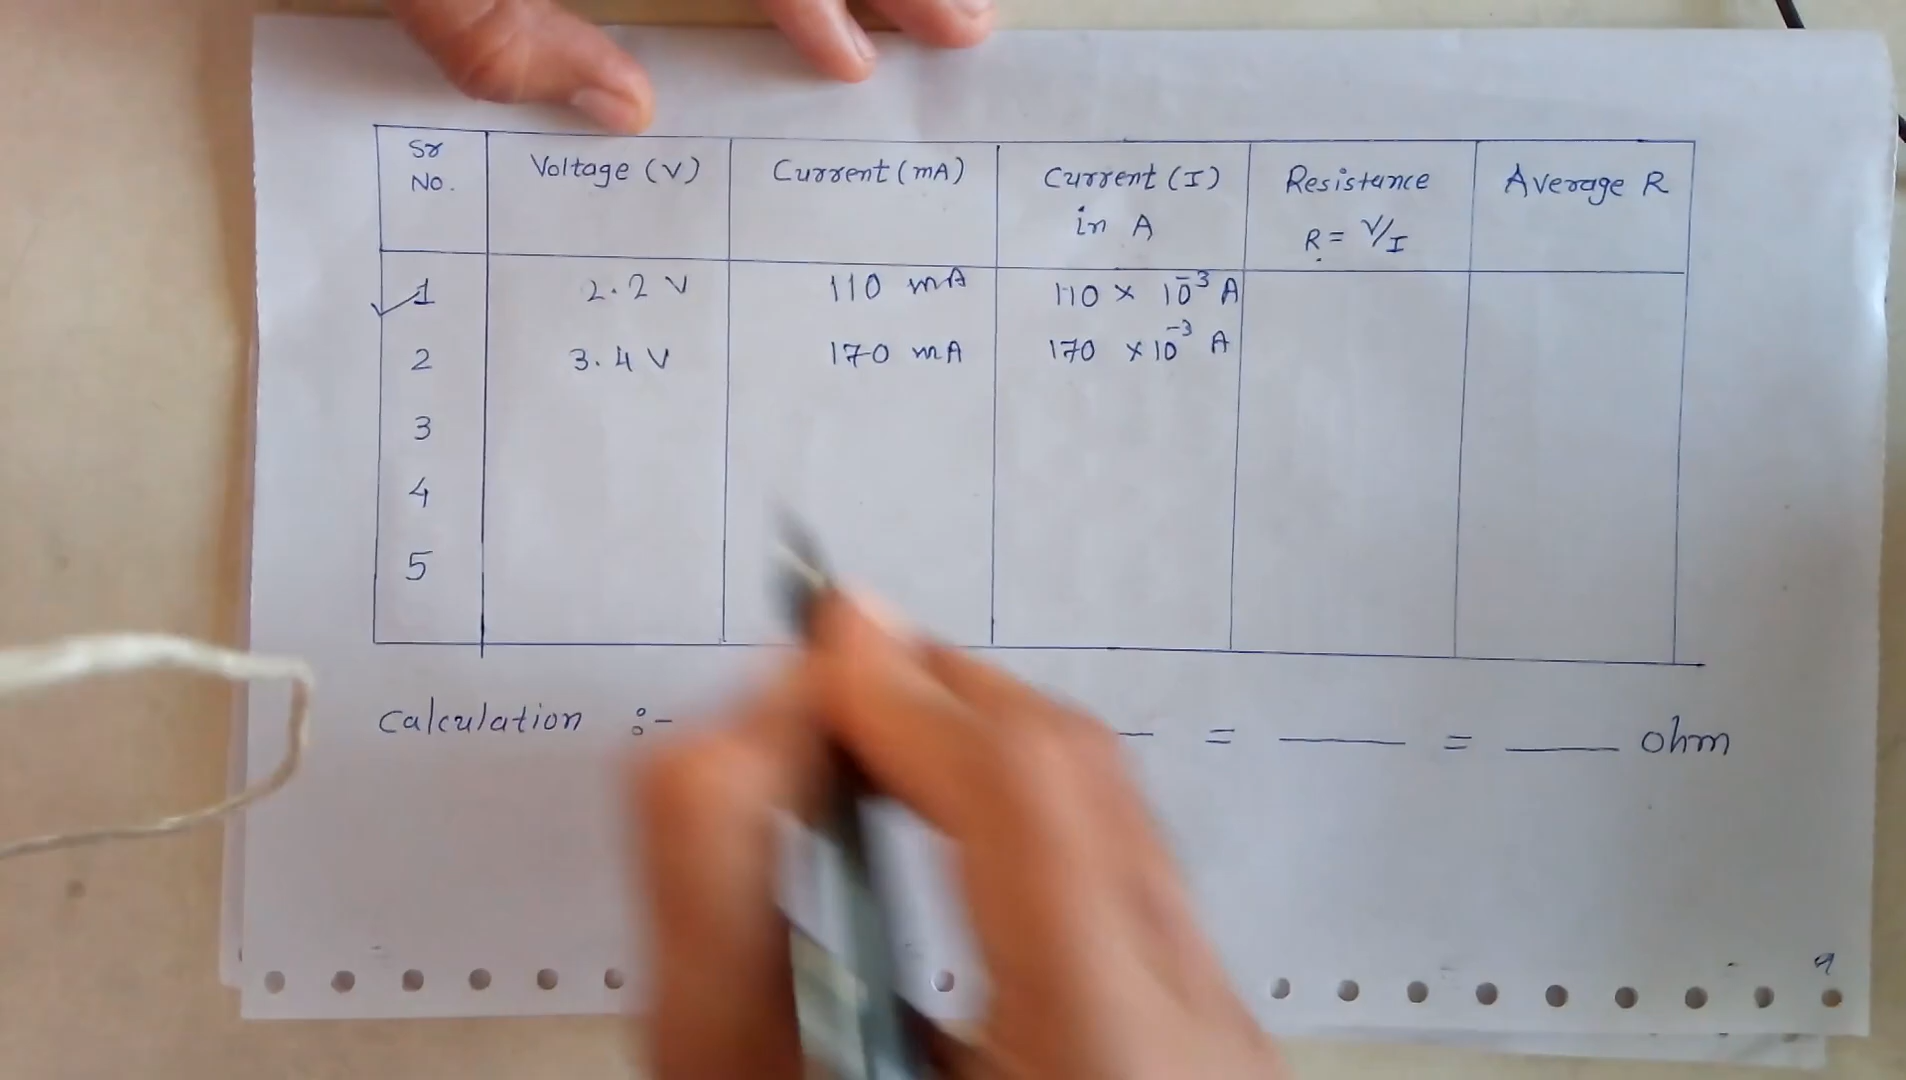 Sr No.
Voltage (V)
Current (mA)
Current (I) in A
Resistance R = V/I
Average R
1 2.2 V 110 mA 110 × 10⁻³ A
2 3.4 V 170 mA 170 × 10⁻³ A
3
4
5
Calculation :- = = ohm